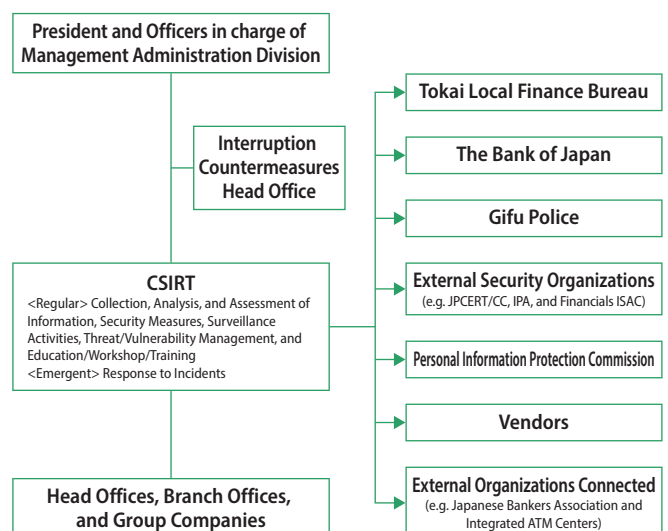 President and Officers in charge of
Management Administration Division
Interruption
Countermeasures
Head Office
CSIRT
<Regular> Collection, Analysis, and Assessment of
Information, Security Measures, Surveillance
Activities, Threat/Vulnerability Management, and
Education/Workshop/Training
<Emergent> Response to Incidents
Head Offices, Branch Offices,
and Group Companies
Tokai Local Finance Bureau
The Bank of Japan
Gifu Police
External Security Organizations
(e.g. JPCERT/CC, IPA, and Financials ISAC)
Personal Information Protection Commission
Vendors
External Organizations Connected
(e.g. Japanese Bankers Association and
Integrated ATM Centers)